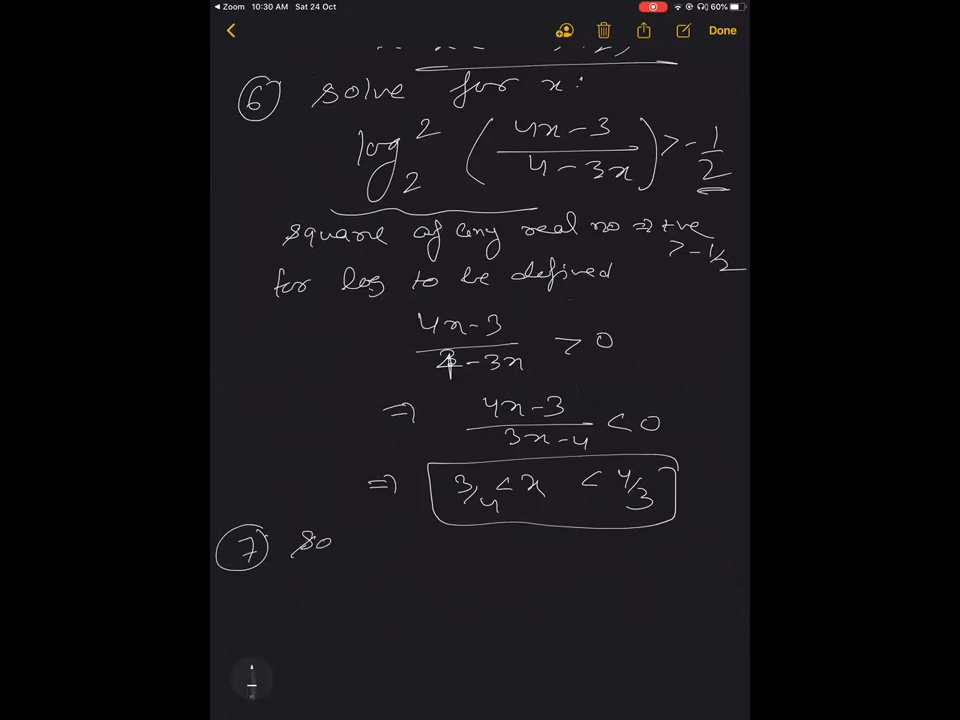 Zoom 10:30 AM Sat 24 Oct 60%
Done
6 solve for x:
log₂² (4x-3/4-3x) > -1/2
square of any real no ⇒ +ve
> -1/2
for log to be defined
4x-3/4-3x > 0
⇒ 4x-3/3x-4 < 0
⇒ 3/4 < x < 4/3
7 so